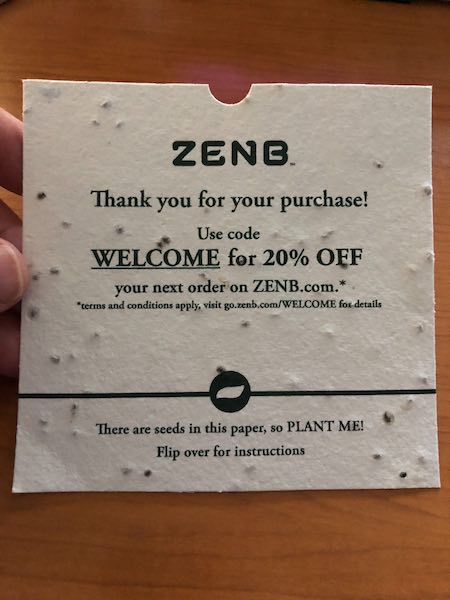 ZENB™
Thank you for your purchase!
Use code
WELCOME for 20% OFF
your next order on ZENB.com.*
*terms and conditions apply, visit go.zenb.com/WELCOME for details
There are seeds in this paper, so PLANT ME!
Flip over for instructions